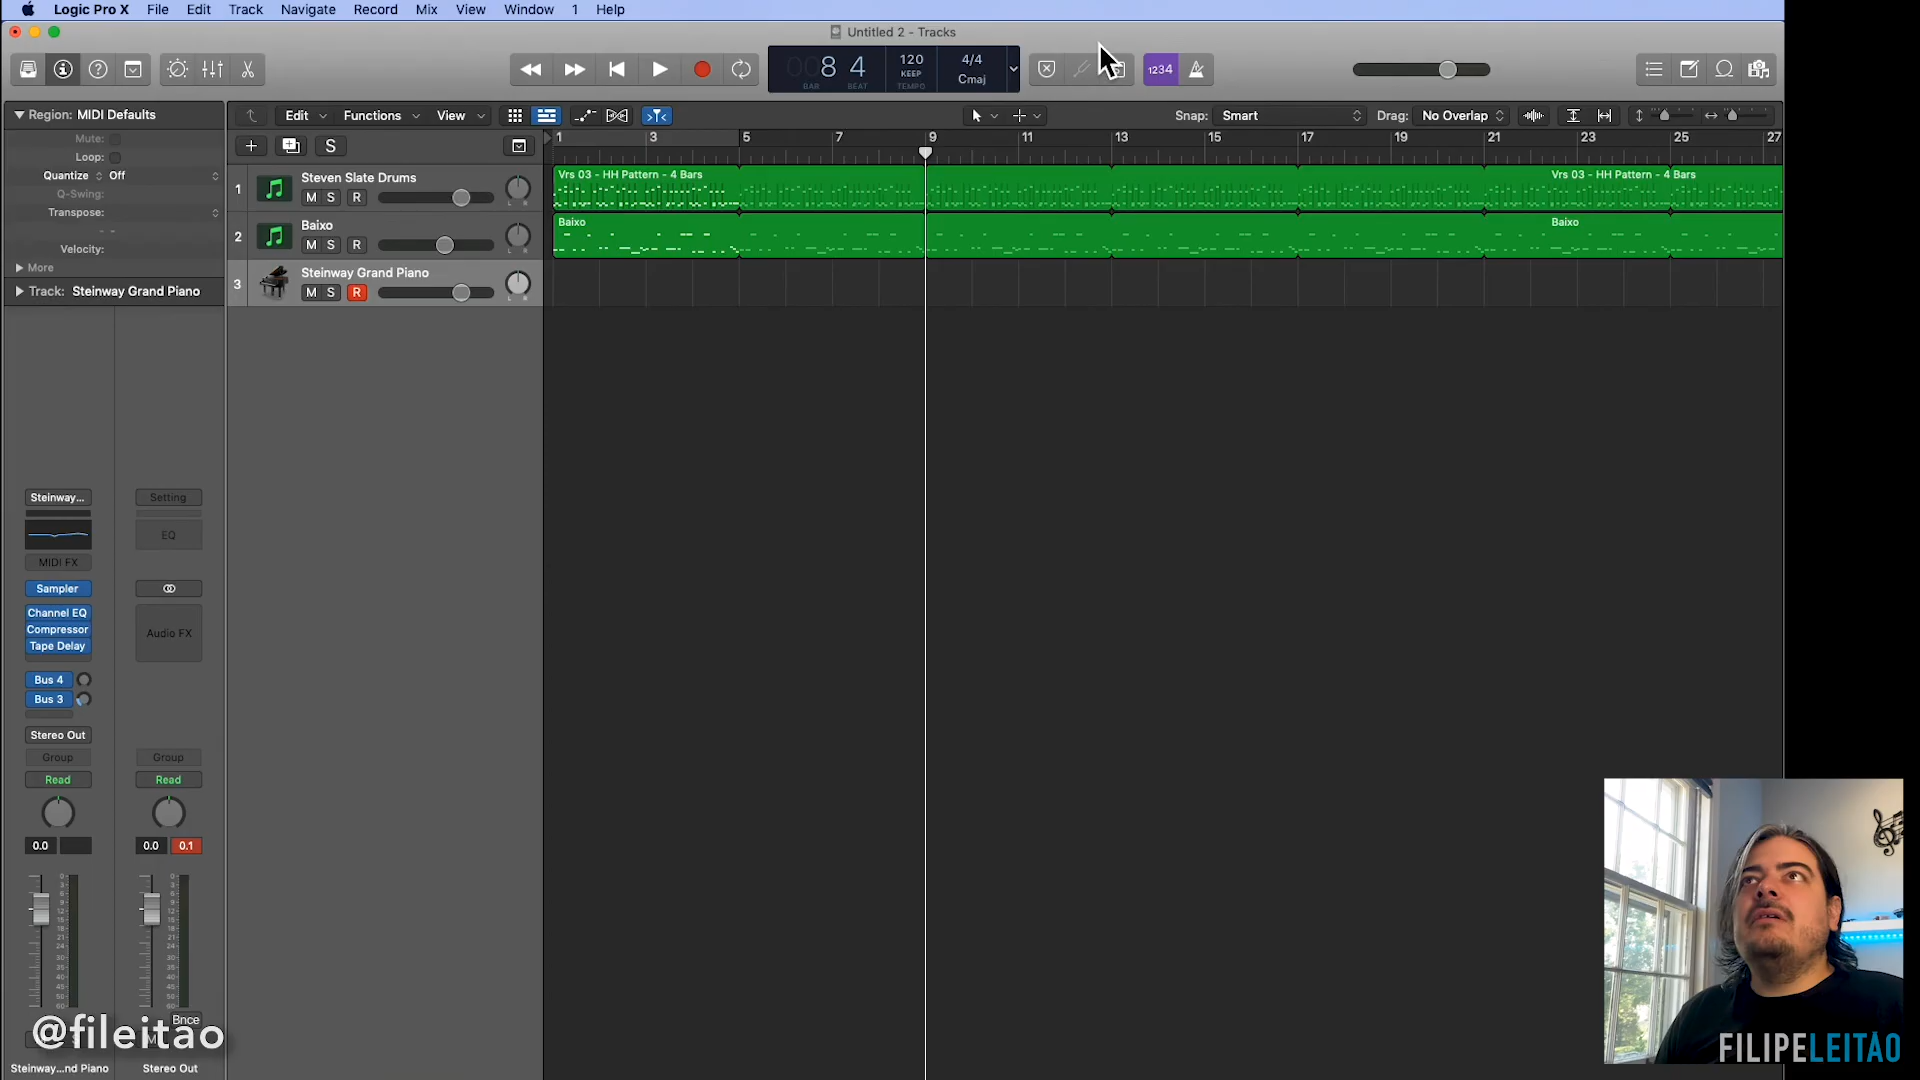 Logic Pro X File Edit Track Navigate Record Mix View Window 1 Help
Untitled 2 - Tracks
8 4 120 4/4
KEEP Cmaj
BAR BEAT TEMPO
1234
Region: MIDI Defaults
Edit Functions View
Snap: Smart Drag: No Overlap
Mute:
Loop:
Quantize Off
Q-Swing:
Transpose:
Velocity:
More
Track: Steinway Grand Piano
S
1 3 5 7 9 11 13 15 17 19 21 23 25 27
1 Steven Slate Drums
M S R
Vrs 03 - HH Pattern - 4 Bars
Vrs 03 - HH Pattern - 4 Bars
2 Baixo
M S R
Baixo
Baixo
3 Steinway Grand Piano
M S R
Steinway... Setting
EQ
MIDI FX
Sampler
Channel EQ
Compressor
Audio FX
Tape Delay
Bus 4
Bus 3
Stereo Out
Group Group
Read Read
0.0 0.0 0.1
Bnce
@fileitao
Steinway...nd Piano Stereo Out
FILIPELEITAO